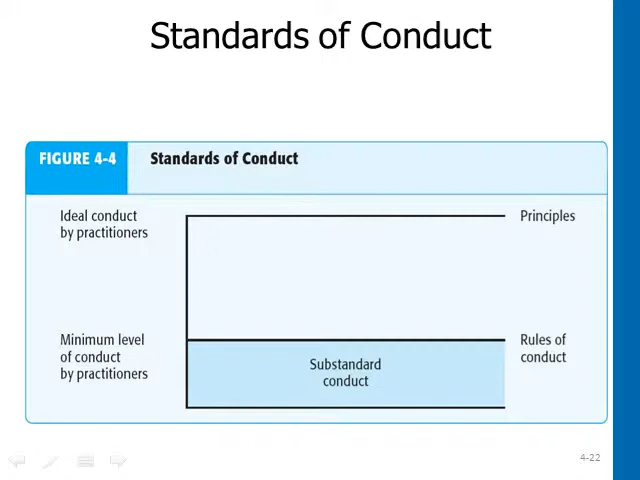 Standards of Conduct
FIGURE 4-4
Standards of Conduct
Ideal conduct
by practitioners
Principles
Minimum level
of conduct
by practitioners
Rules of
conduct
Substandard
conduct
4-22